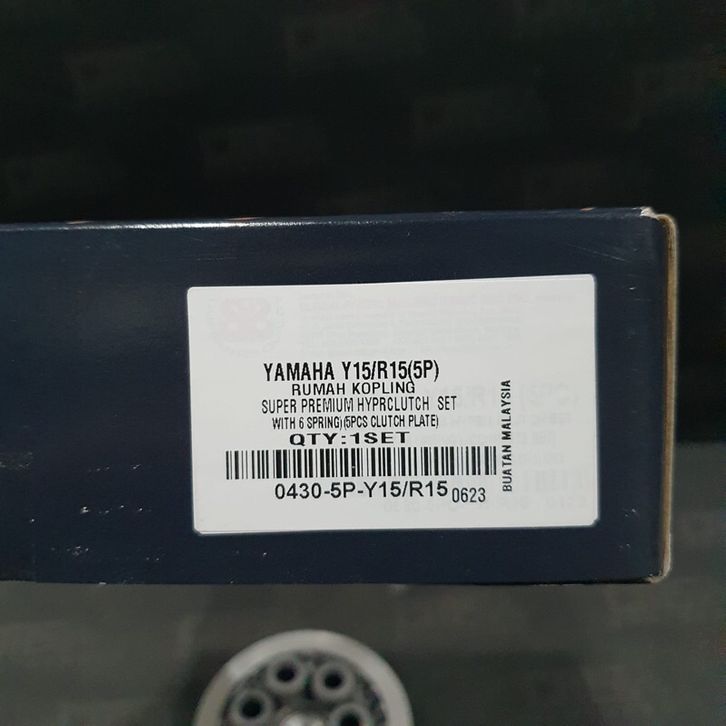 YAMAHA Y15/R15(5P)
RUMAH KOPLING
SUPER PREMIUM HYPRCLUTCH SET
WITH 6 SPRING)(5PCS CLUTCH PLATE)
QTY:1SET
0430-5P-Y15/R15 0623
BUATAN MALAYSIA